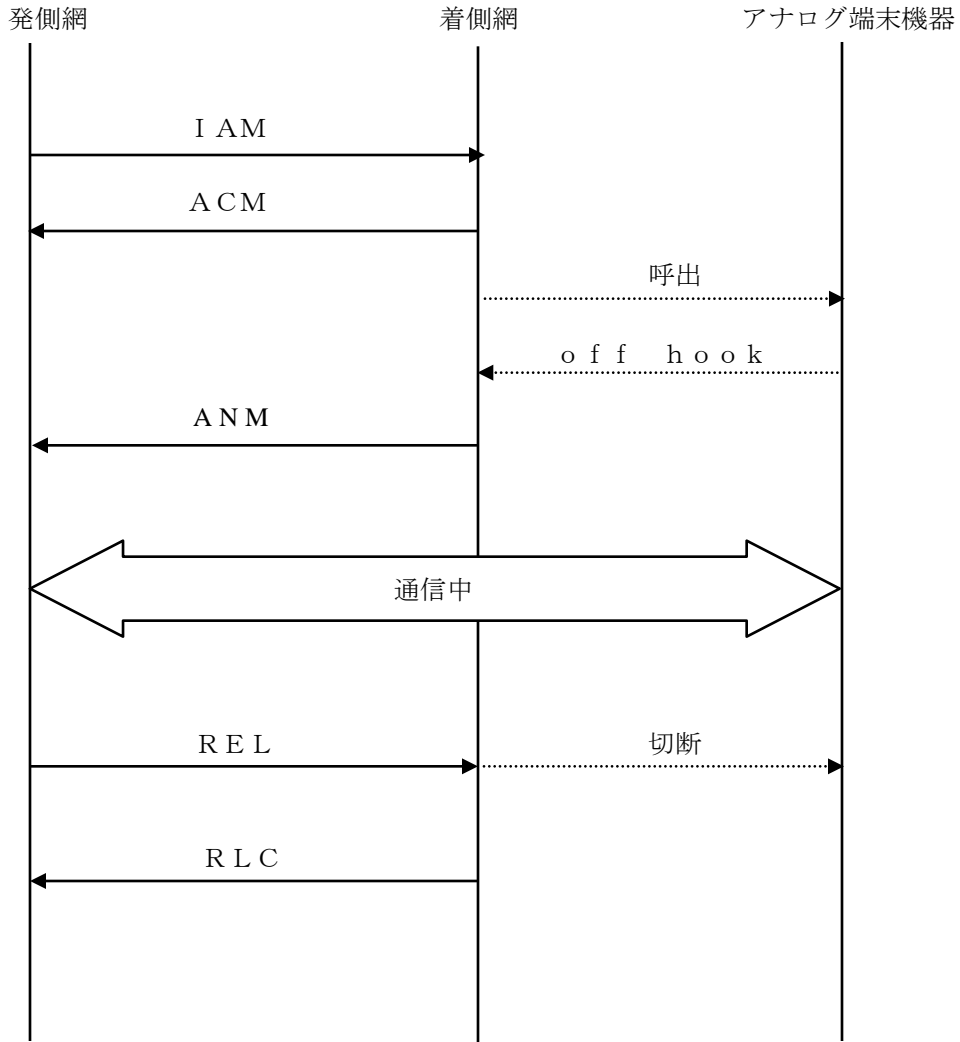 発側網 着側網 アナログ端末機器
ＩＡＭ
ＡＣＭ
呼出
ｏｆｆ　ｈｏｏｋ
ＡＮＭ
通信中
ＲＥＬ 切断
ＲＬＣ